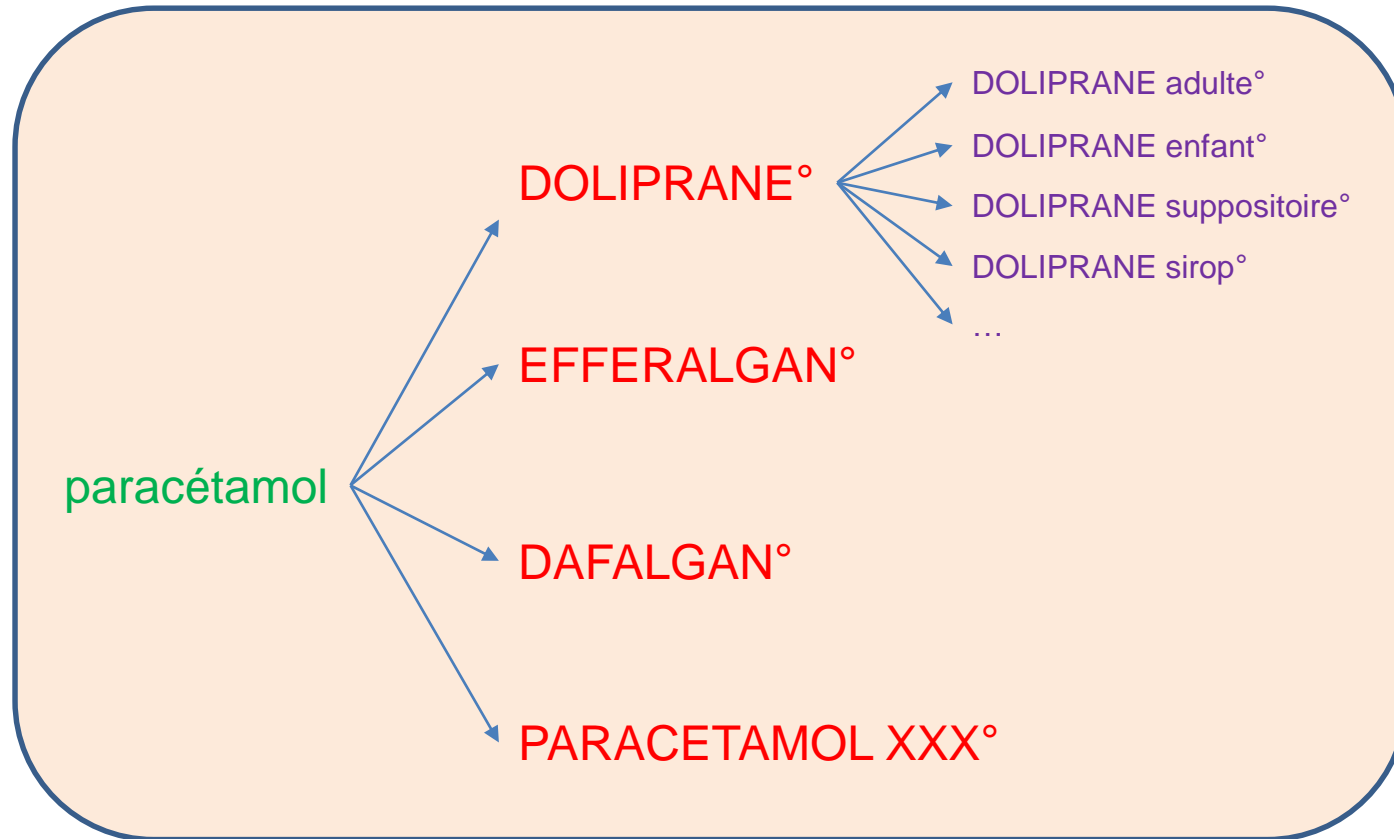 DOLIPRANE adulte°
DOLIPRANE enfant°
DOLIPRANE°
DOLIPRANE suppositoire°
DOLIPRANE sirop°
…
EFFERALGAN°
paracétamol
DAFALGAN°
PARACETAMOL XXX°